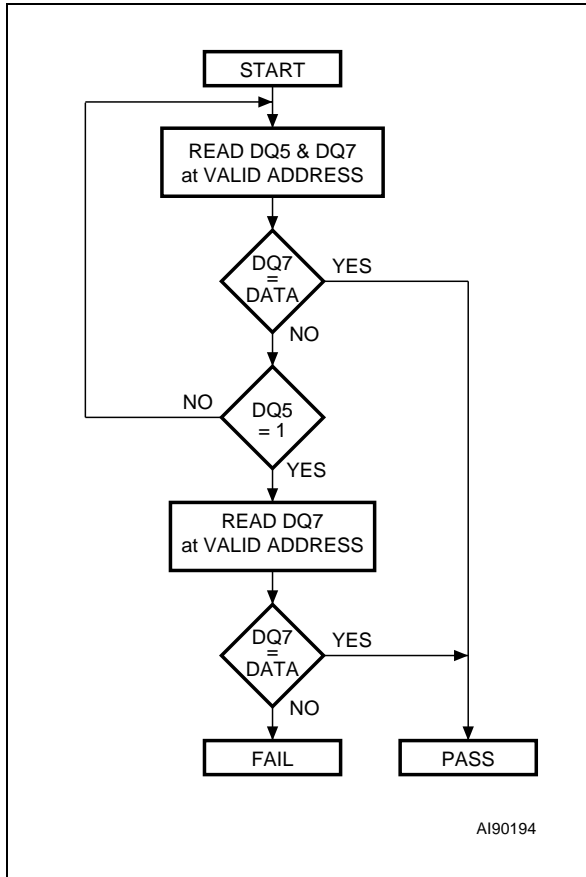 START
READ DQ5 & DQ7
at VALID ADDRESS
DQ7
=
DATA
YES
NO
DQ5
= 1
NO
YES
READ DQ7
at VALID ADDRESS
DQ7
=
DATA
YES
NO
FAIL
PASS
AI90194